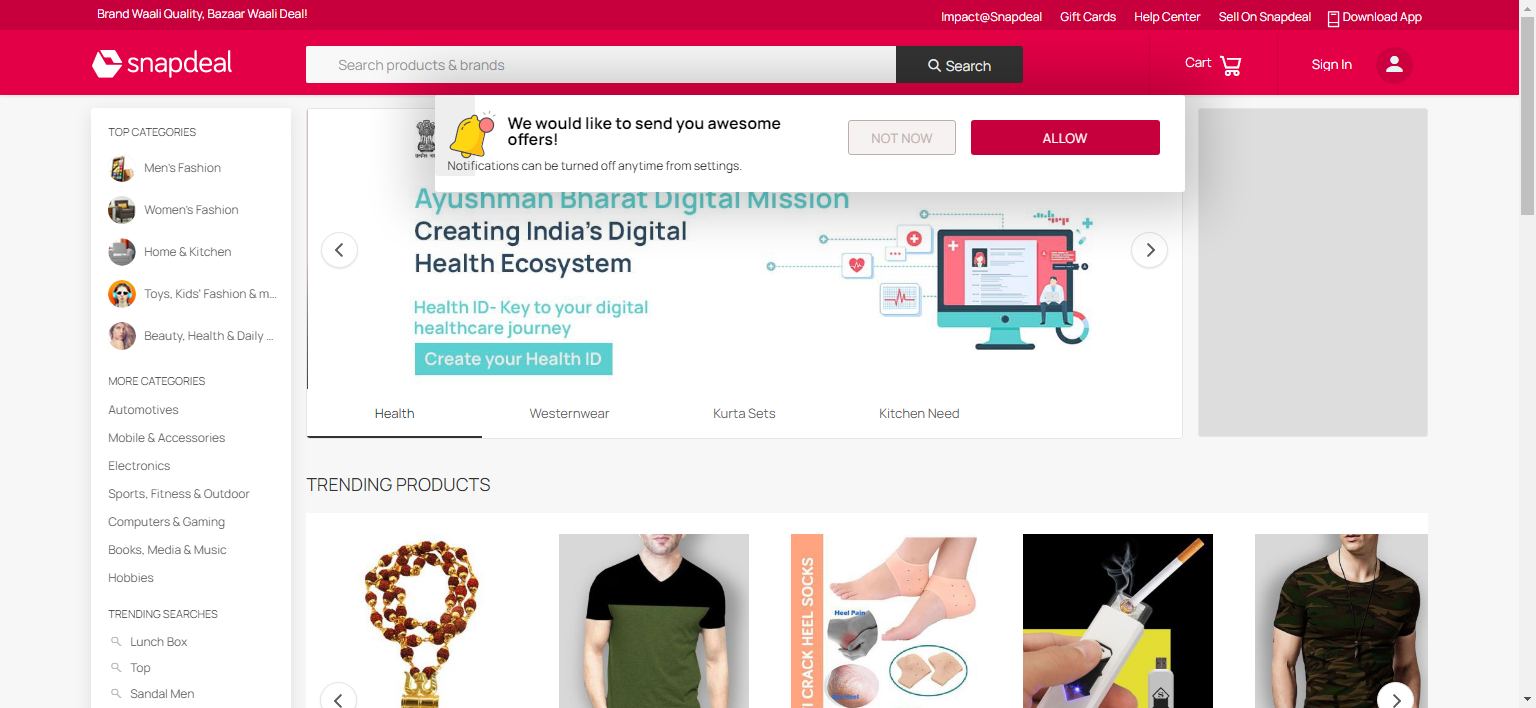 Brand Waali Quality, Bazaar Waali Deal!
Impact@Snapdeal
Gift Cards
Help Center
Sell On Snapdeal
Download App
snapdeal
Search products & brands
Search
Cart
Sign In
We would like to send you awesome
offers!
Notifications can be turned off anytime from settings.
NOT NOW
ALLOW
TOP CATEGORIES
Men's Fashion
Women's Fashion
Home & Kitchen
Toys, Kids' Fashion & m...
Beauty, Health & Daily ...
MORE CATEGORIES
Automotives
Mobile & Accessories
Electronics
Sports, Fitness & Outdoor
Computers & Gaming
Books, Media & Music
Hobbies
TRENDING SEARCHES
Lunch Box
Top
Sandal Men
Ayushman Bharat Digital Mission
Creating India's Digital
Health Ecosystem
Health ID- Key to your digital
healthcare journey
Create your Health ID
Health
Westernwear
Kurta Sets
Kitchen Need
TRENDING PRODUCTS
CRACK HEEL SOCKS
Heel Pain